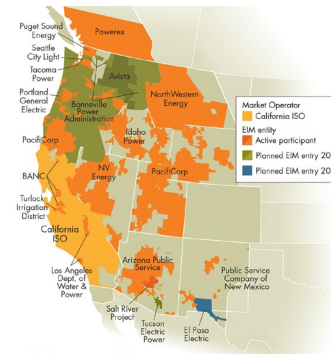 Powerex
Puget Sound
Energy
Seattle
City Light
Tacoma
Power
Avista
Portland
General
Electric
Bonneville
Power
Administration
NorthWestern
Energy
PacifiCorp
Idaho
Power
BANC
NV
Energy
PacifiCorp
Turlock
Irrigation
District
California
ISO
Los Angeles
Dept. of
Water &
Power
Arizona Public
Service
Public Service
Company of
New Mexico
Salt River
Project
Tucson
Electric
Power
El Paso
Electric
Market Operator
California ISO
EIM entity
Active participant
Planned EIM entry 20
Planned EIM entry 20